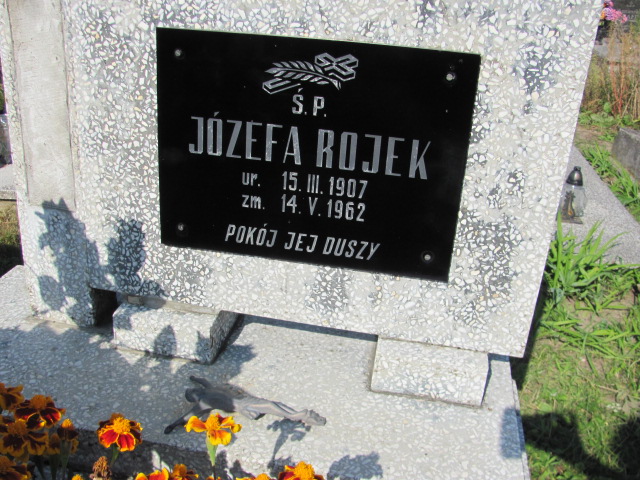 Ś. P.
JÓZEFA ROJEK
ur. 15. III. 1907
zm. 14. V. 1962
POKÓJ JEJ DUSZY